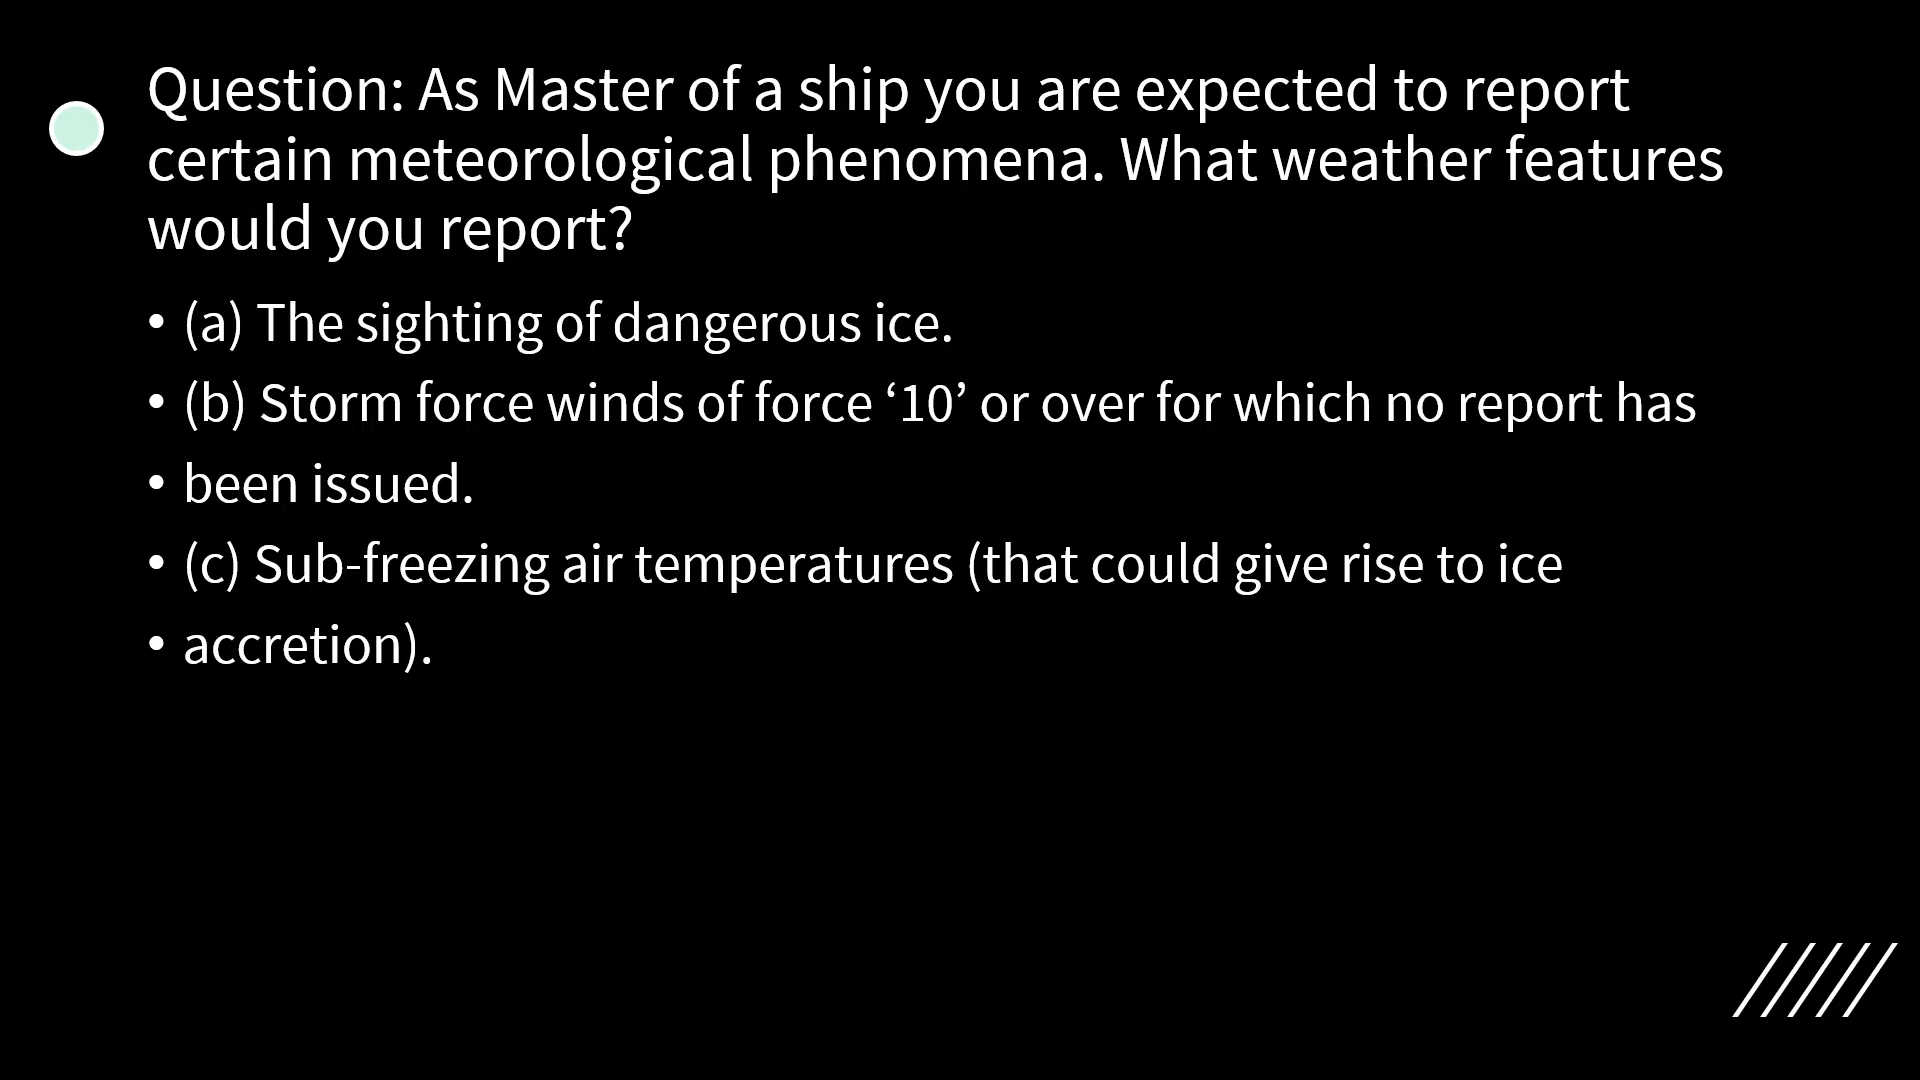 Question: As Master of a ship you are expected to report
certain meteorological phenomena. What weather features
would you report?
• (a) The sighting of dangerous ice.
• (b) Storm force winds of force ‘10’ or over for which no report has
• been issued.
• (c) Sub-freezing air temperatures (that could give rise to ice
• accretion).